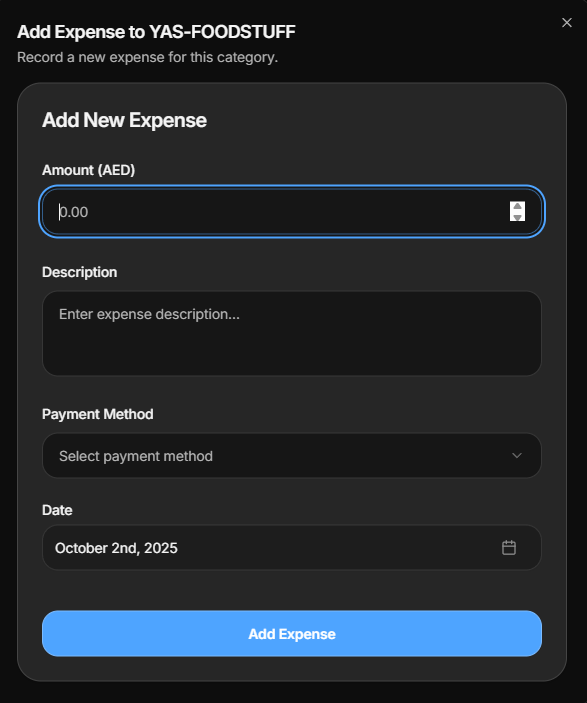 Add Expense to YAS-FOODSTUFF
Record a new expense for this category.
Add New Expense
Amount (AED)
0.00
Description
Enter expense description...
Payment Method
Select payment method
Date
October 2nd, 2025
Add Expense